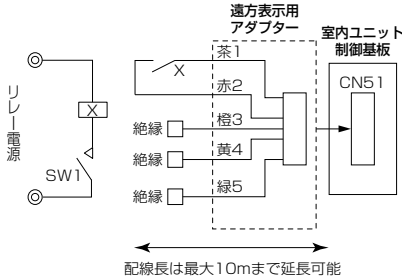 遠方表示用
アダプター
室内ユニット
制御基板
茶1
X
CN51
赤2
リレー電源
X
絶縁
橙3
絶縁
黄4
SW1
絶縁
緑5
配線長は最大10mまで延長可能